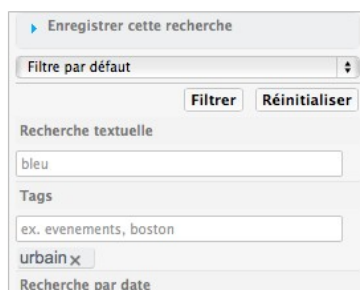 Enregistrer cette recherche
Filtre par défaut
Filtrer Réinitialiser
Recherche textuelle
bleu
Tags
ex. evenements, boston
urbain x
Recherche par date